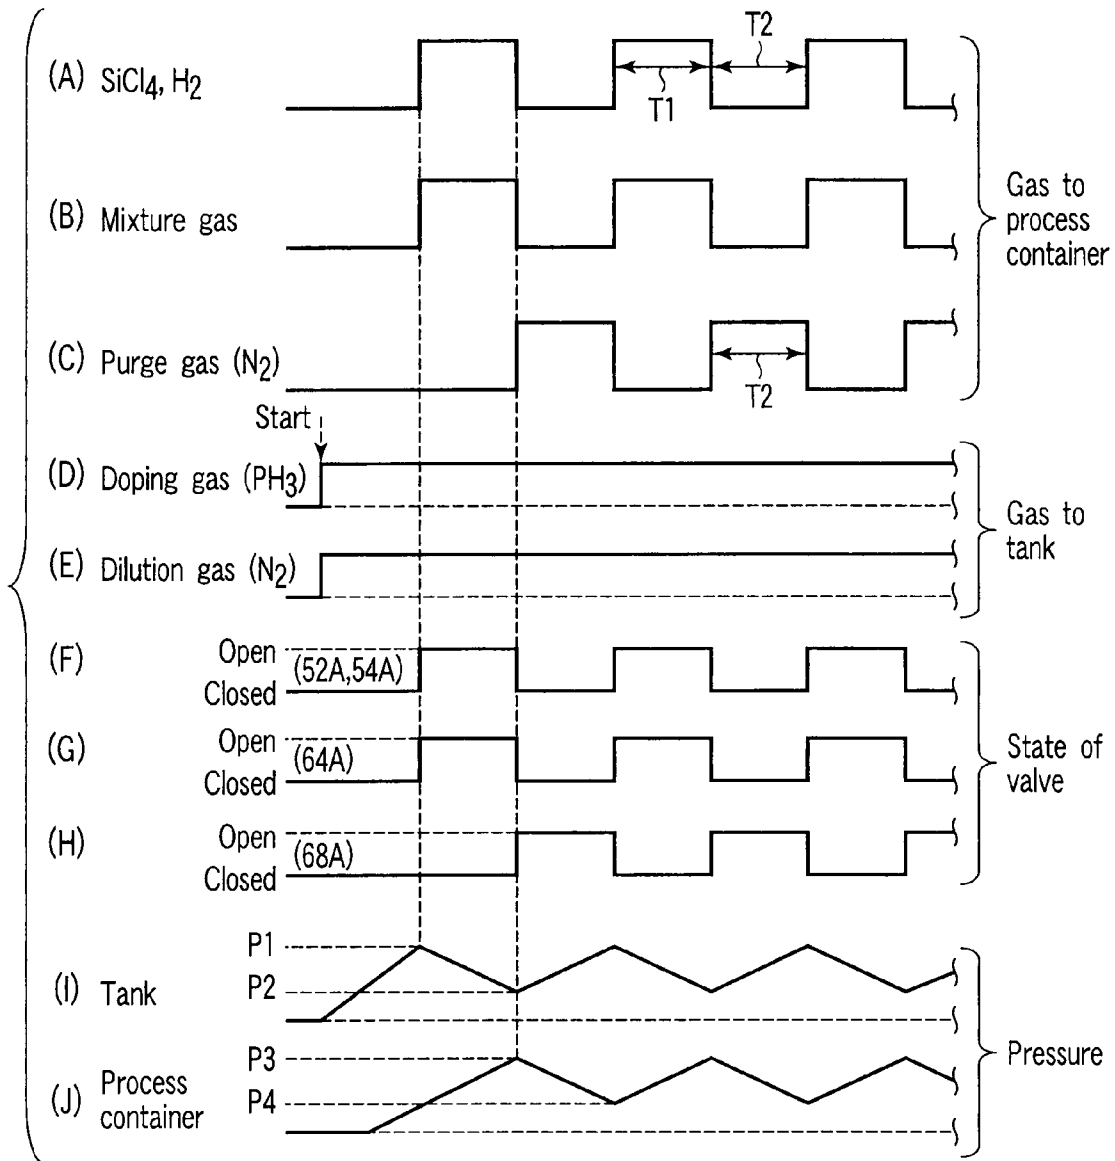 T2
(A) SiCl4, H2
T1
(B) Mixture gas
Gas to
process
container
(C) Purge gas (N2)
T2
Start
(D) Doping gas (PH3)
Gas to
tank
(E) Dilution gas (N2)
(F) Open
(52A,54A)
Closed
(G) Open
(64A)
Closed
State of
valve
(H) Open
(68A)
Closed
P1
(I) Tank P2
P3
Pressure
(J) Process
container
P4